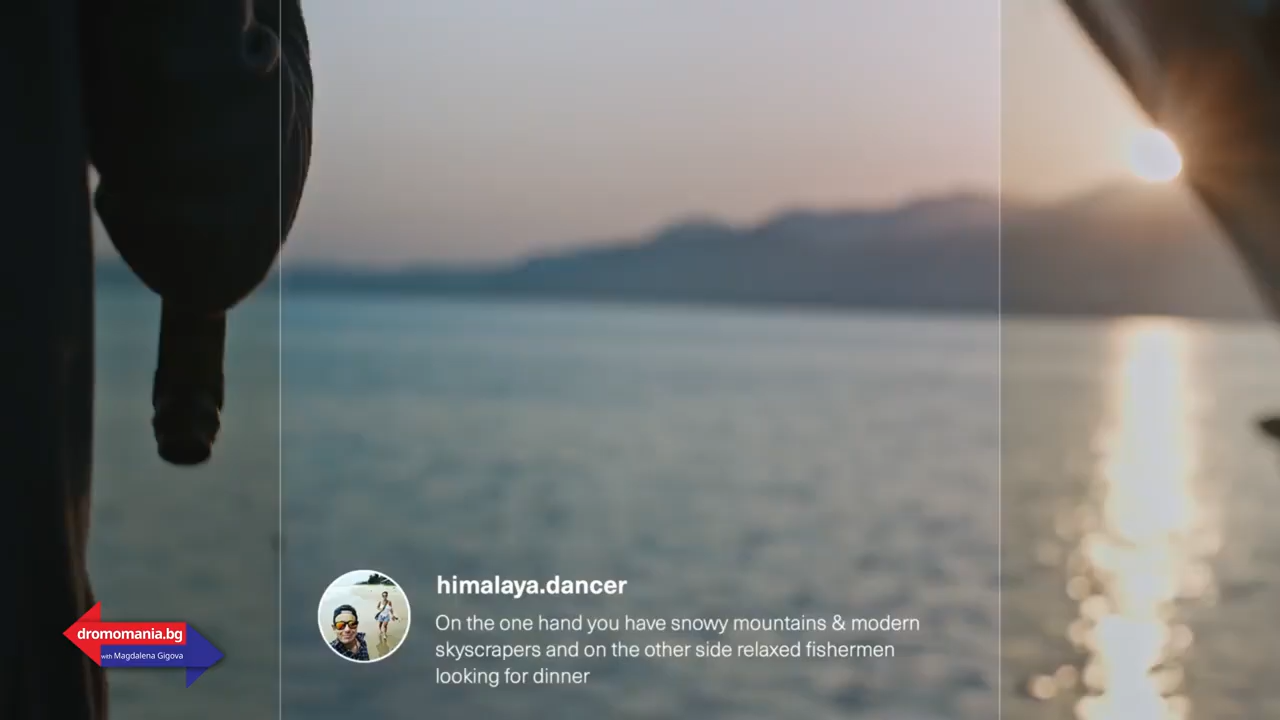 himalaya.dancer
On the one hand you have snowy mountains & modern
skyscrapers and on the other side relaxed fishermen
looking for dinner
dromomania.bg
with Magdalena Gigova